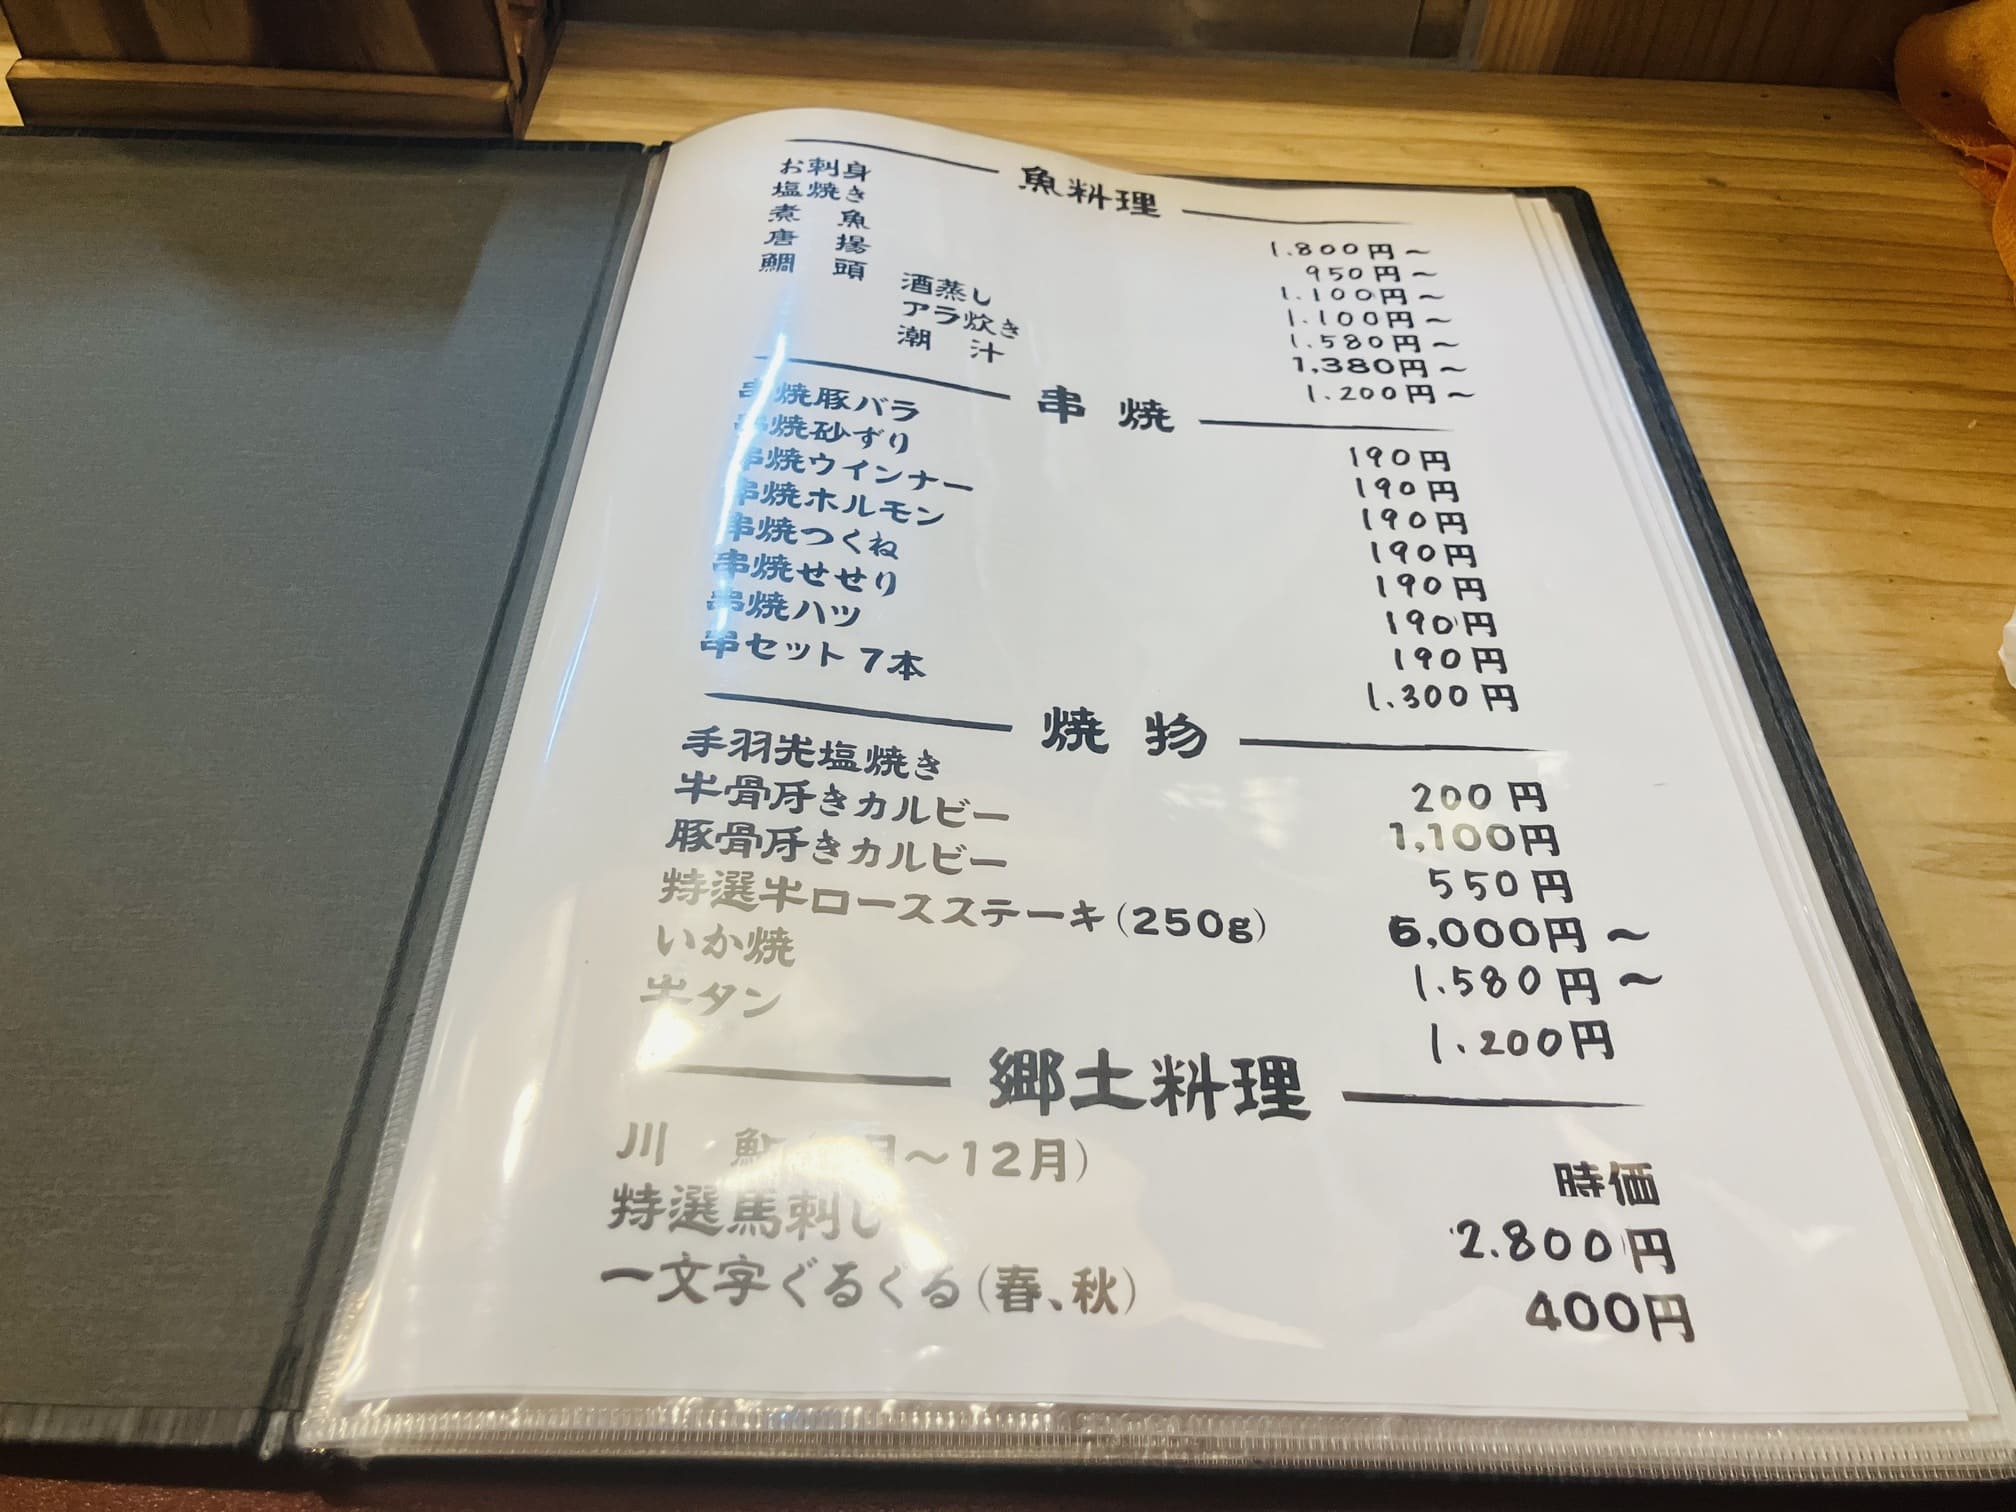 魚料理
お刺身 1.800円～
塩焼き 950円～
煮 魚 1.100円～
唐 揚 1.100円～
鯛 頭 酒蒸し 1.580円～
アラ炊き 1,380円～
潮 汁 1.200円～
串 焼
串焼豚バラ 190円
串焼砂ずり 190円
串焼ウインナー 190円
串焼ホルモン 190円
串焼つくね 190円
串焼せせり 190円
串焼ハツ 190円
串セット7本 1.300円
焼 物
手羽先塩焼き 200円
牛骨付きカルビー 1,100円
豚骨付きカルビー 550円
特選牛ロースステーキ(250g) 6,000円～
いか焼 1.580円～
牛タン 1.200円
郷土料理
川 鮎 月～12月) 時価
特選馬刺し 2.800円
一文字ぐるぐる(春、秋) 400円